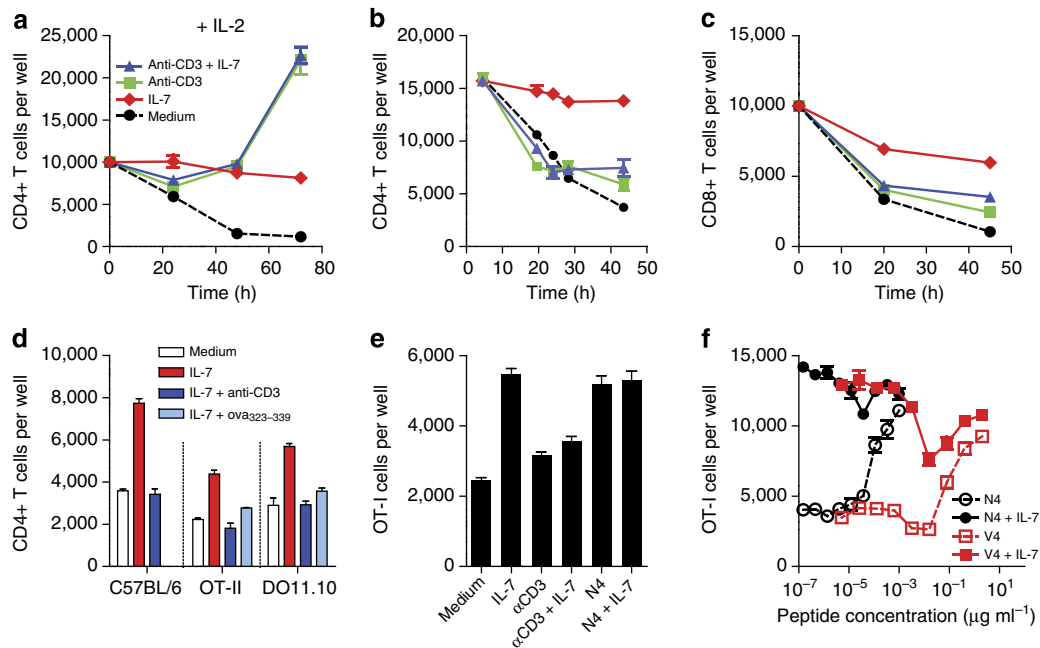 a
+ IL-2
25,000
20,000
15,000
10,000
5,000
0
CD4+ T cells per well
Anti-CD3 + IL-7
Anti-CD3
IL-7
Medium
0 20 40 60 80
Time (h)
b
20,000
15,000
10,000
5,000
0
CD4+ T cells per well
0 10 20 30 40 50
Time (h)
c
15,000
10,000
5,000
0
CD8+ T cells per well
0 10 20 30 40 50
Time (h)
d
10,000
8,000
6,000
4,000
2,000
0
CD4+ T cells per well
Medium
IL-7
IL-7 + anti-CD3
IL-7 + ova323–339
C57BL/6 OT-II DO11.10
e
6,000
4,000
2,000
0
OT-I cells per well
Medium
IL-7
αCD3
αCD3 + IL-7
N4
N4 + IL-7
f
15,000
10,000
5,000
0
OT-I cells per well
N4
N4 + IL-7
V4
V4 + IL-7
10−7 10−5 10−3 10−1 101
Peptide concentration (μg ml−1)